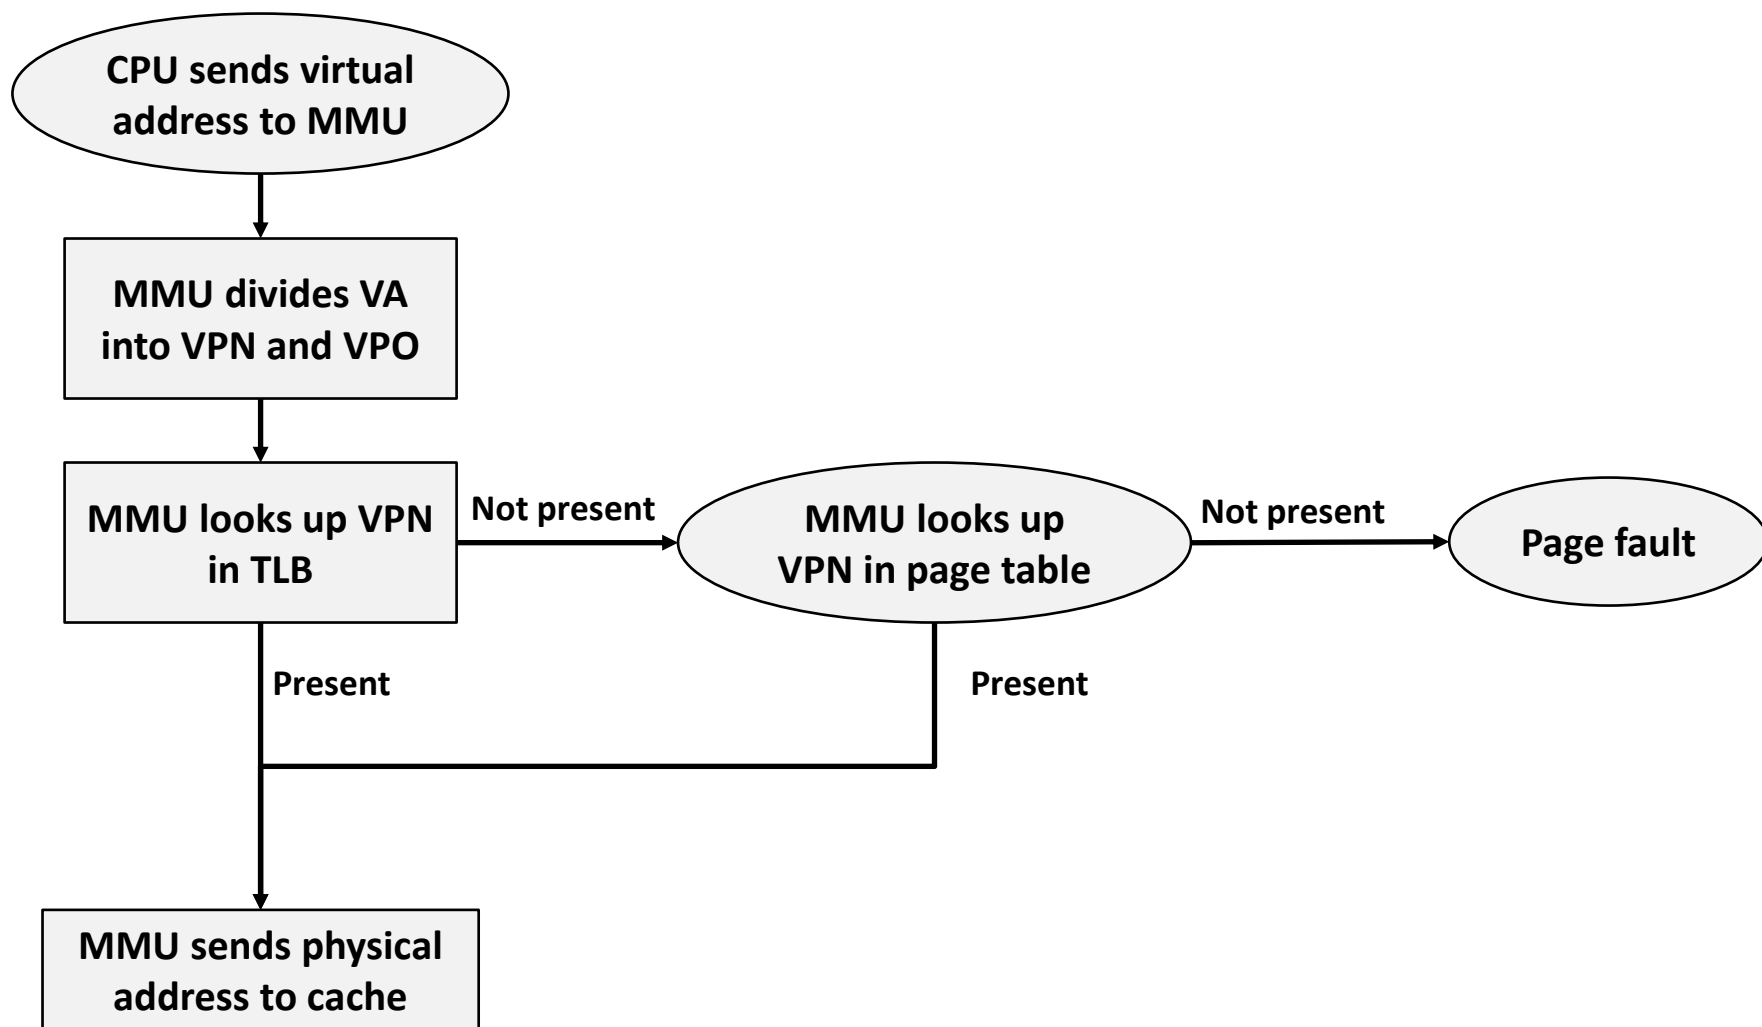 CPU sends virtual
address to MMU
MMU divides VA
into VPN and VPO
MMU looks up VPN
in TLB
Not present
MMU looks up
VPN in page table
Not present
Page fault
Present
Present
MMU sends physical
address to cache